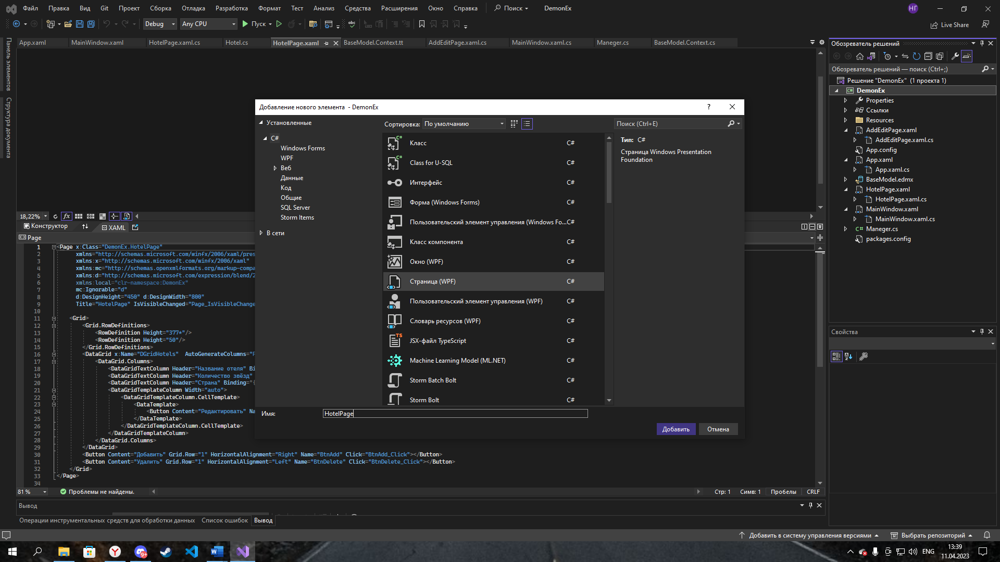 Файл Правка Вид Git Проект Сборка Отладка Разработка Формат Тест Анализ Средства Расширения Окно Справка Поиск DemonEx НГ
Debug Any CPU Пуск abc Live Share
Панель элементов
Структура документа
App.xaml MainWindow.xaml HotelPage.xaml.cs Hotel.cs HotelPage.xaml BaseModel.Context.tt AddEditPage.xaml.cs MainWindow.xaml.cs Maneger.cs BaseModel.Context.cs
Обозреватель решений
Обозреватель решений — поиск (Ctrl+;)
Решение "DemonEx" (1 проекта 1)
C# DemonEx
Properties
Ссылки
Resources
AddEditPage.xaml
AddEditPage.xaml.cs
App.config
App.xaml
App.xaml.cs
BaseModel.edmx
HotelPage.xaml
HotelPage.xaml.cs
MainWindow.xaml
MainWindow.xaml.cs
C# Maneger.cs
packages.config
Свойства
Добавление нового элемента - DemonEx ?
Установленные
C#
Windows Forms
WPF
Веб
Данные
Код
Общие
SQL Server
Storm Items
В сети
Сортировка: По умолчанию
Поиск (Ctrl+E)
Класс C#
Class for U-SQL C#
Интерфейс C#
Форма (Windows Forms) C#
Пользовательский элемент управления (Windows Fo... C#
Класс компонента C#
Окно (WPF) C#
Страница (WPF) C#
Пользовательский элемент управления (WPF) C#
Словарь ресурсов (WPF) C#
JSX-файл TypeScript C#
Machine Learning Model (ML.NET) C#
Storm Batch Bolt C#
Storm Bolt C#
Тип: C#
Страница Windows Presentation
Foundation
Имя: HotelPage
Добавить Отмена
18,22% fx
Конструктор XAML
Page
1 <Page x:Class="DemonEx.HotelPage"
2 xmlns="http://schemas.microsoft.com/winfx/2006/xaml/pres
3 xmlns:x="http://schemas.microsoft.com/winfx/2006/xaml"
4 xmlns:mc="http://schemas.openxmlformats.org/markup-compa
5 xmlns:d="http://schemas.microsoft.com/expression/blend/2
6 xmlns:local="clr-namespace:DemonEx"
7 mc:Ignorable="d"
8 d:DesignHeight="450" d:DesignWidth="800"
9 Title="HotelPage" IsVisibleChanged="Page_IsVisibleChange
10
11 <Grid>
12 <Grid.RowDefinitions>
13 <RowDefinition Height="377*"/>
14 <RowDefinition Height="50"/>
15 </Grid.RowDefinitions>
16 <DataGrid x:Name="DGridHotels" AutoGenerateColumns="F
17 <DataGrid.Columns>
18 <DataGridTextColumn Header="Название отеля" Bi
19 <DataGridTextColumn Header="Количество звёзд"
20 <DataGridTextColumn Header="Страна" Binding="{
21 <DataGridTemplateColumn Width="auto">
22 <DataGridTemplateColumn.CellTemplate>
23 <DataTemplate>
24 <Button Content="Редактировать" Na
25 </DataTemplate>
26 </DataGridTemplateColumn.CellTemplate>
27 </DataGridTemplateColumn>
28 </DataGrid.Columns>
29 </DataGrid>
30 <Button Content="Добавить" Grid.Row="1" HorizontalAlignment="Right" Name="BtnAdd" Click="BtnAdd_Click"></Button>
31 <Button Content="Удалить" Grid.Row="1" HorizontalAlignment="Left" Name="BtnDelete" Click="BtnDelete_Click"></Button>
32 </Grid>
33 </Page>
34
81 % Проблемы не найдены. Стр: 1 Симв: 1 Пробелы CRLF
Вывод
Операции инструментальных средств для обработки данных Список ошибок Вывод
Добавить в систему управления версиями Выбрать репозиторий
9+ ENG 13:39
11.04.2023